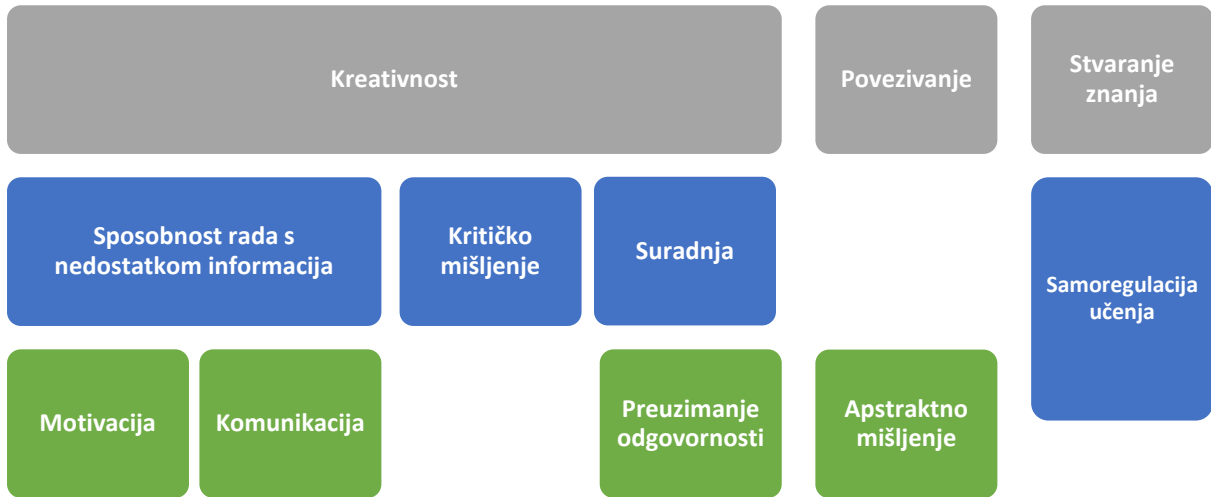 Kreativnost
Povezivanje
Stvaranje
znanja
Sposobnost rada s
nedostatkom informacija
Kritičko
mišljenje
Suradnja
Samoregulacija
učenja
Motivacija
Komunikacija
Preuzimanje
odgovornosti
Apstraktno
mišljenje